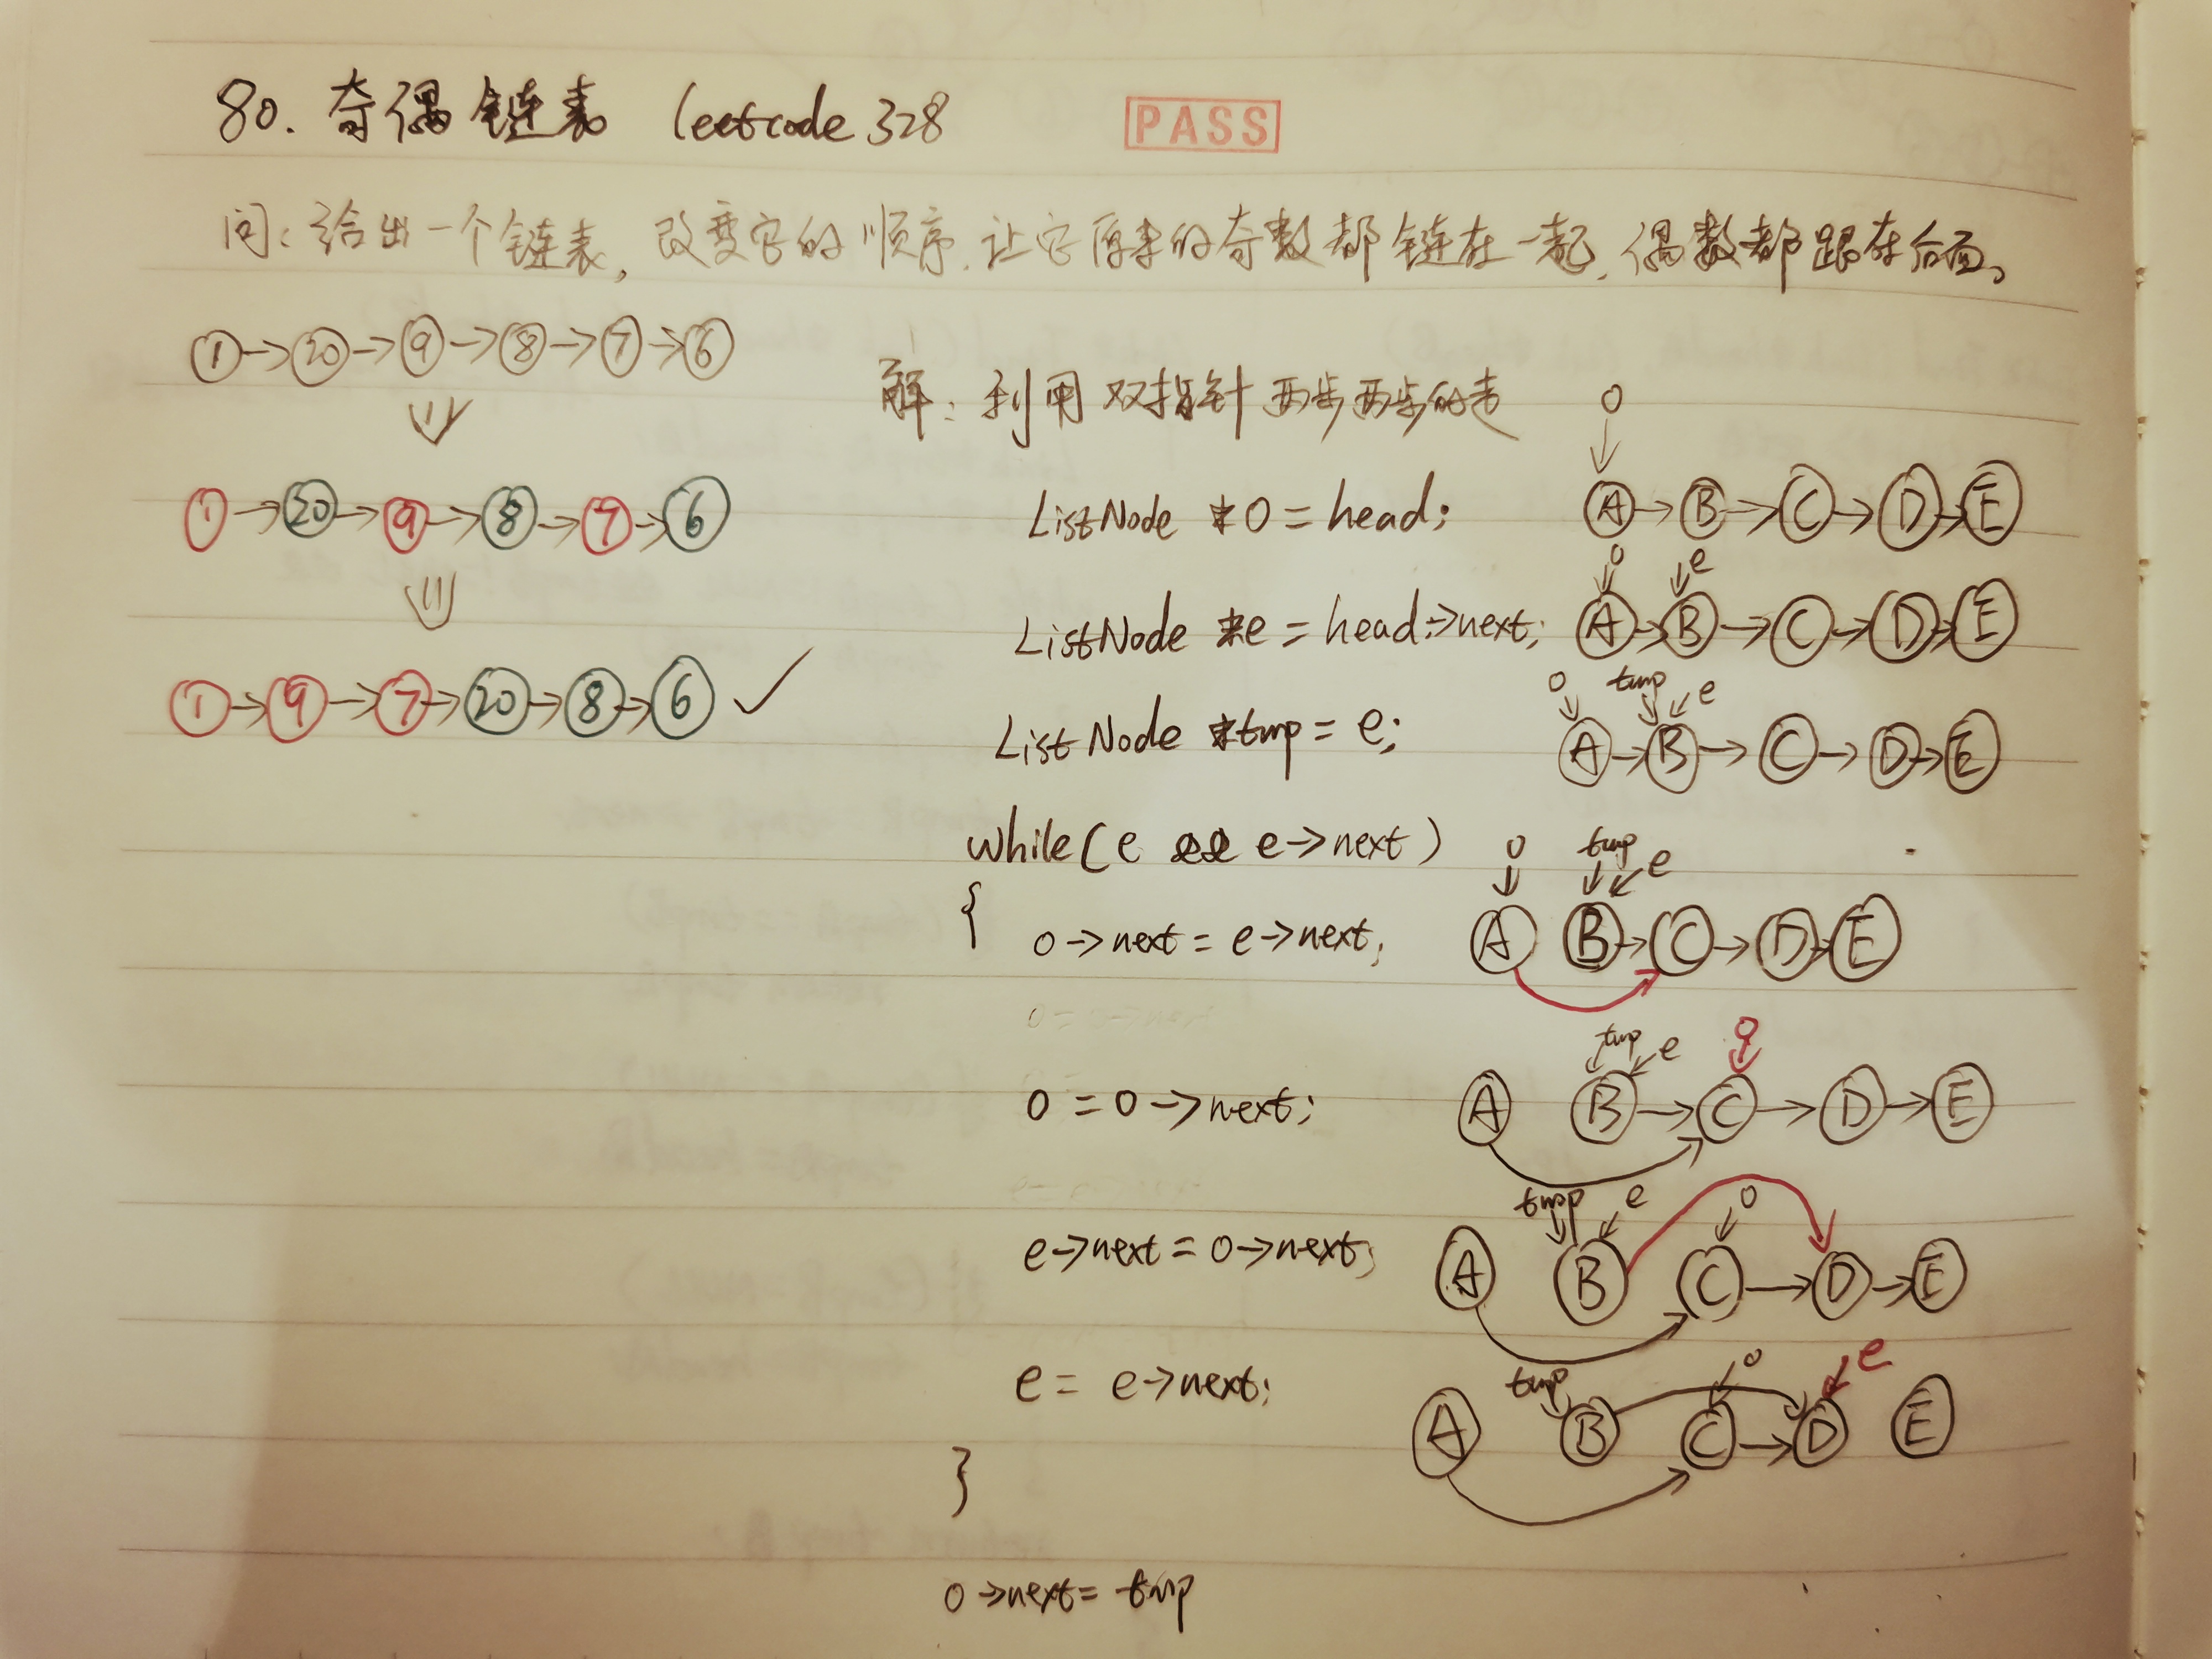 80. 奇偶链表 leetcode 328
PASS
问: 给出一个链表, 改变它的顺序, 让它原来的奇数都链在一起, 偶数都跟在后面。
1 → 20 → 9 → 8 → 7 → 6
1 → 20 → 9 → 8 → 7 → 6
1 → 9 → 7 → 20 → 8 → 6 ✓
解: 利用双指针 两步两步的走
o
ListNode *o = head;
A → B → C → D → E
o e
ListNode *e = head->next;
A → B → C → D → E
o tmp e
ListNode *tmp = e;
A → B → C → D → E
while(e && e->next)
o tmp e
{
o->next = e->next;
A B → C → D → E
tmp e o
o = o->next;
A B → C → D → E
tmp e o
e->next = o->next;
A B C → D → E
tmp o e
e = e->next;
A B C → D E
}
o->next = tmp